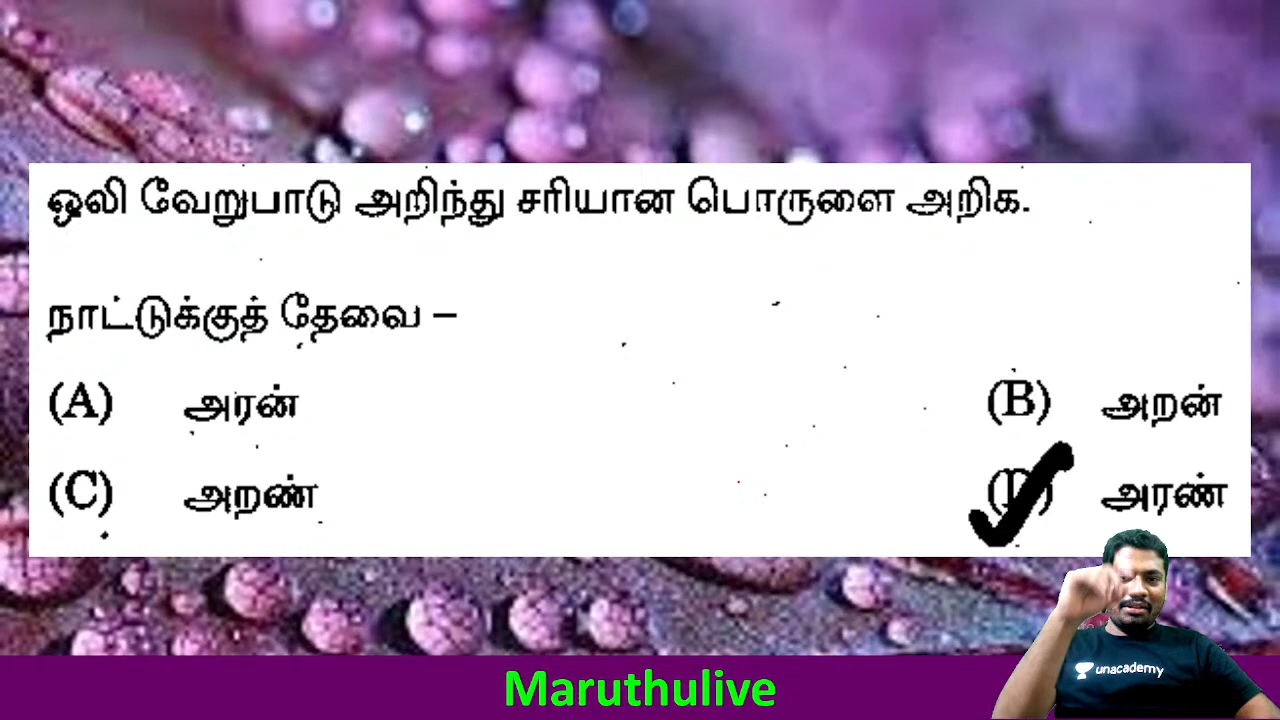 ஒலி வேறுபாடு அறிந்து சரியான பொருளை அறிக.
நாட்டுக்குத் தேவை –
(A) அரன் (B) அறன்
(C) அறண் (D) அரண்
unacademy
Maruthulive